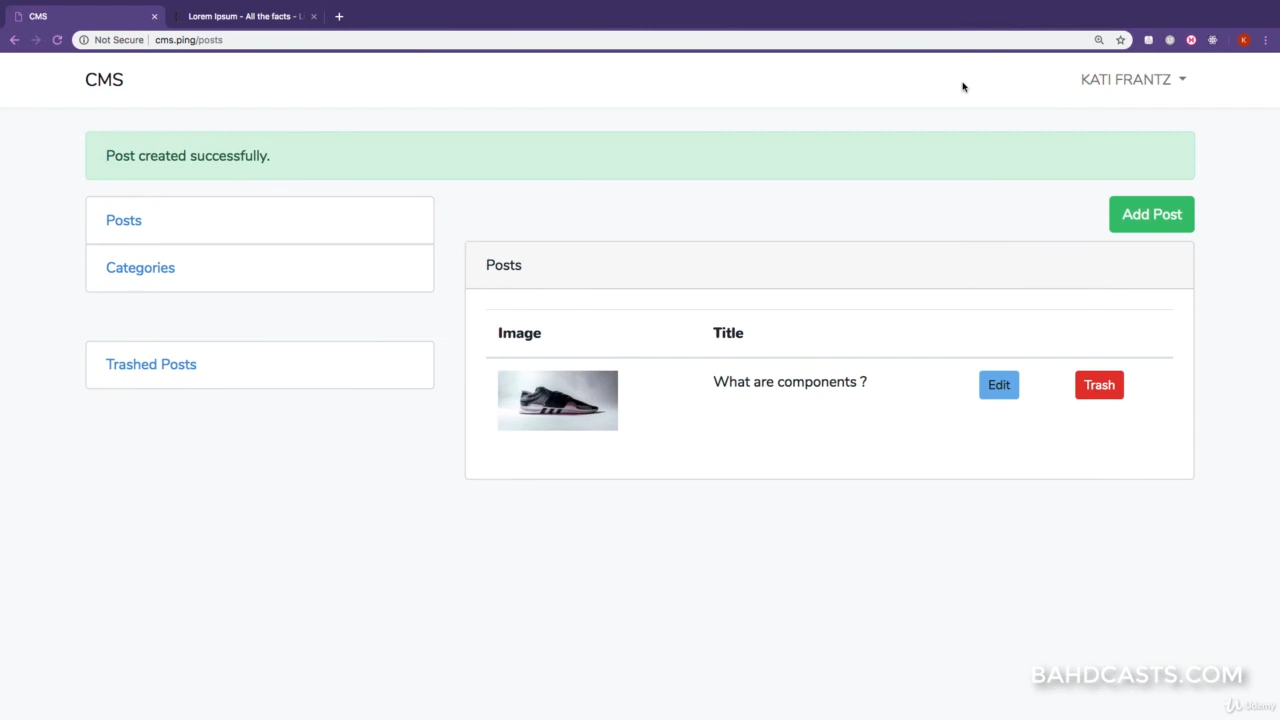 CMS
Lorem Ipsum - All the facts - L
Not Secure
cms.ping/posts
K
CMS
KATI FRANTZ
Post created successfully.
Posts
Add Post
Categories
Posts
Image
Title
Trashed Posts
What are components ?
Edit
Trash
BAHDCASTS.COM
Udemy